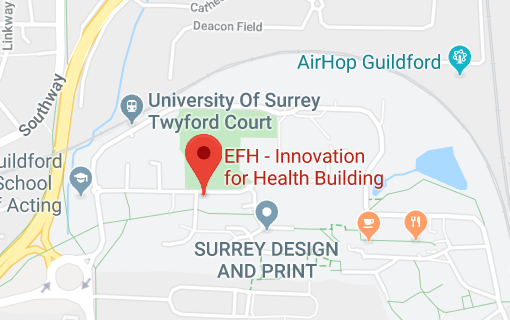 Linkway
Carhe
Deacon Field
AirHop Guildford
Southway
University Of Surrey
Twyford Court
EFH - Innovation
for Health Building
uildford
School
f Acting
SURREY DESIGN
AND PRINT